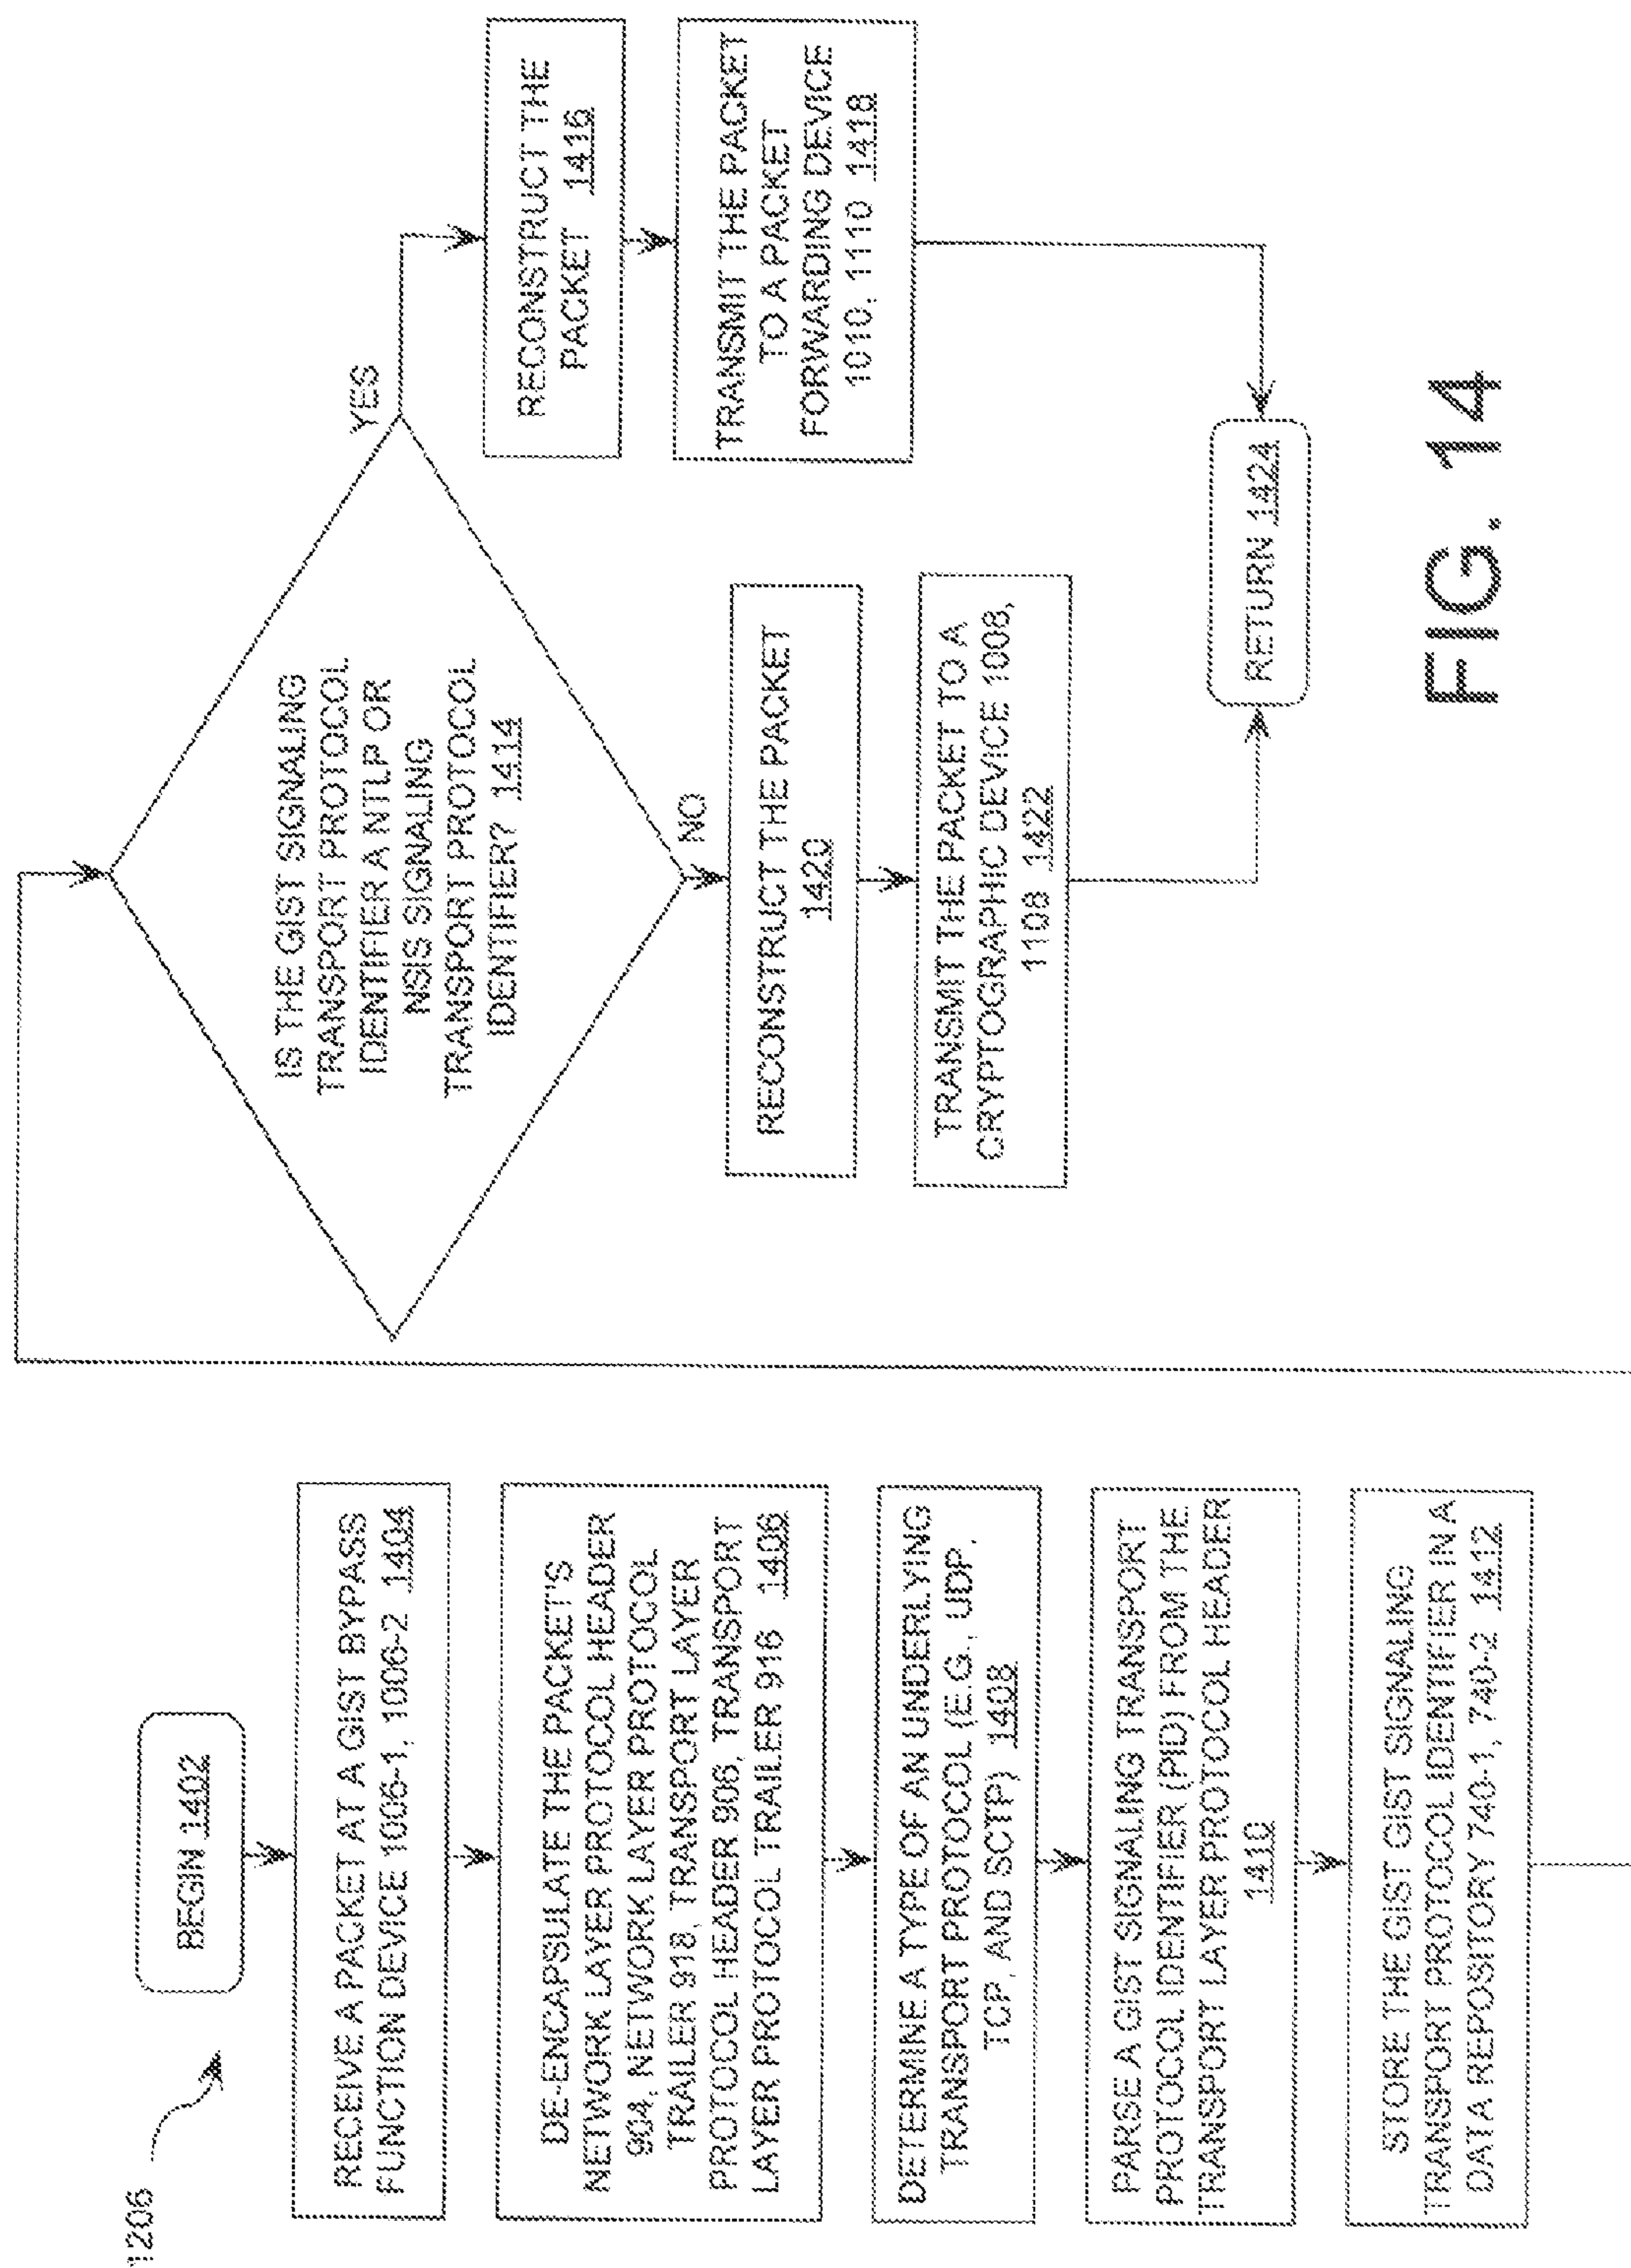 1206
BEGIN 1402
RECEIVE A PACKET AT A GIST BYPASS
FUNCTION DEVICE 1006-1, 1006-2 1404
DE-ENCAPSULATE THE PACKET'S
NETWORK LAYER PROTOCOL HEADER
904, NETWORK LAYER PROTOCOL
TRAILER 918, TRANSPORT LAYER
PROTOCOL HEADER 906, TRANSPORT
LAYER PROTOCOL TRAILER 916 1406
DETERMINE A TYPE OF AN UNDERLYING
TRANSPORT PROTOCOL (E.G., UDP,
TCP, AND SCTP) 1408
PARSE A GIST SIGNALING TRANSPORT
PROTOCOL IDENTIFIER (PID) FROM THE
TRANSPORT LAYER PROTOCOL HEADER
1410
STORE THE GIST SIGNALING
TRANSPORT PROTOCOL IDENTIFIER IN A
DATA REPOSITORY 740-1, 740-2 1412
IS THE GIST SIGNALING
TRANSPORT PROTOCOL
IDENTIFIER A NTLP OR
NSIS SIGNALING
TRANSPORT PROTOCOL
IDENTIFIER? 1414
YES
RECONSTRUCT THE
PACKET 1416
TRANSMIT THE PACKET
TO A PACKET
FORWARDING DEVICE
1010, 1110 1418
NO
RECONSTRUCT THE PACKET
1420
TRANSMIT THE PACKET TO A
CRYPTOGRAPHIC DEVICE 1008,
1108 1422
RETURN 1424
FIG. 14